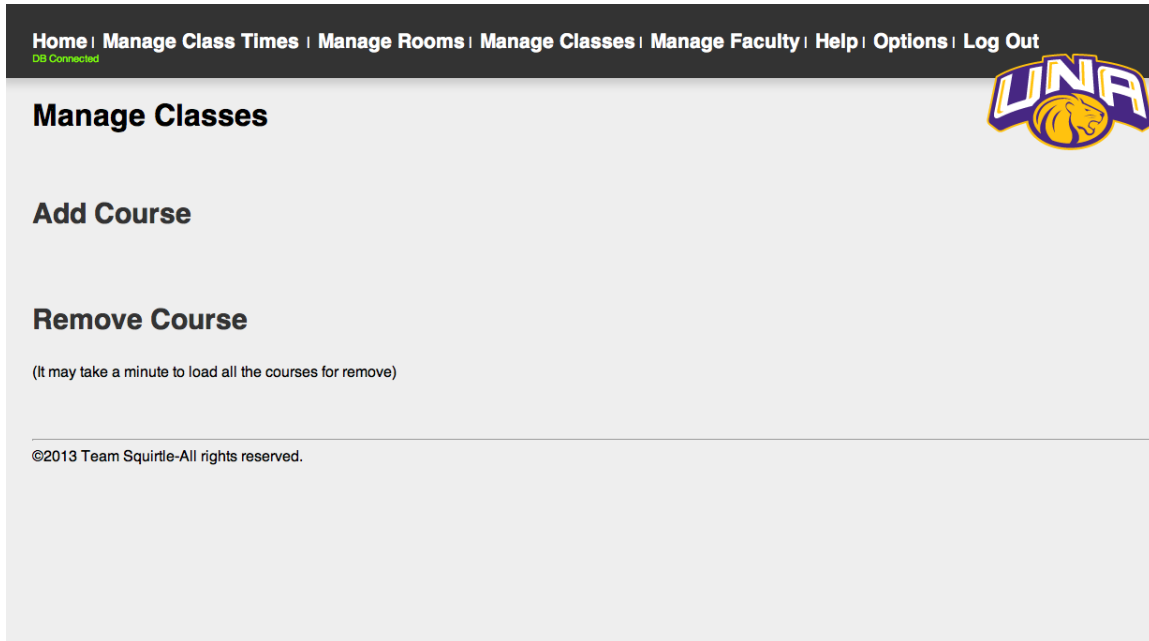 Home | Manage Class Times | Manage Rooms | Manage Classes | Manage Faculty | Help | Options | Log Out
DB Connected
UNA
Manage Classes
Add Course
Remove Course
(It may take a minute to load all the courses for remove)
©2013 Team Squirtle-All rights reserved.